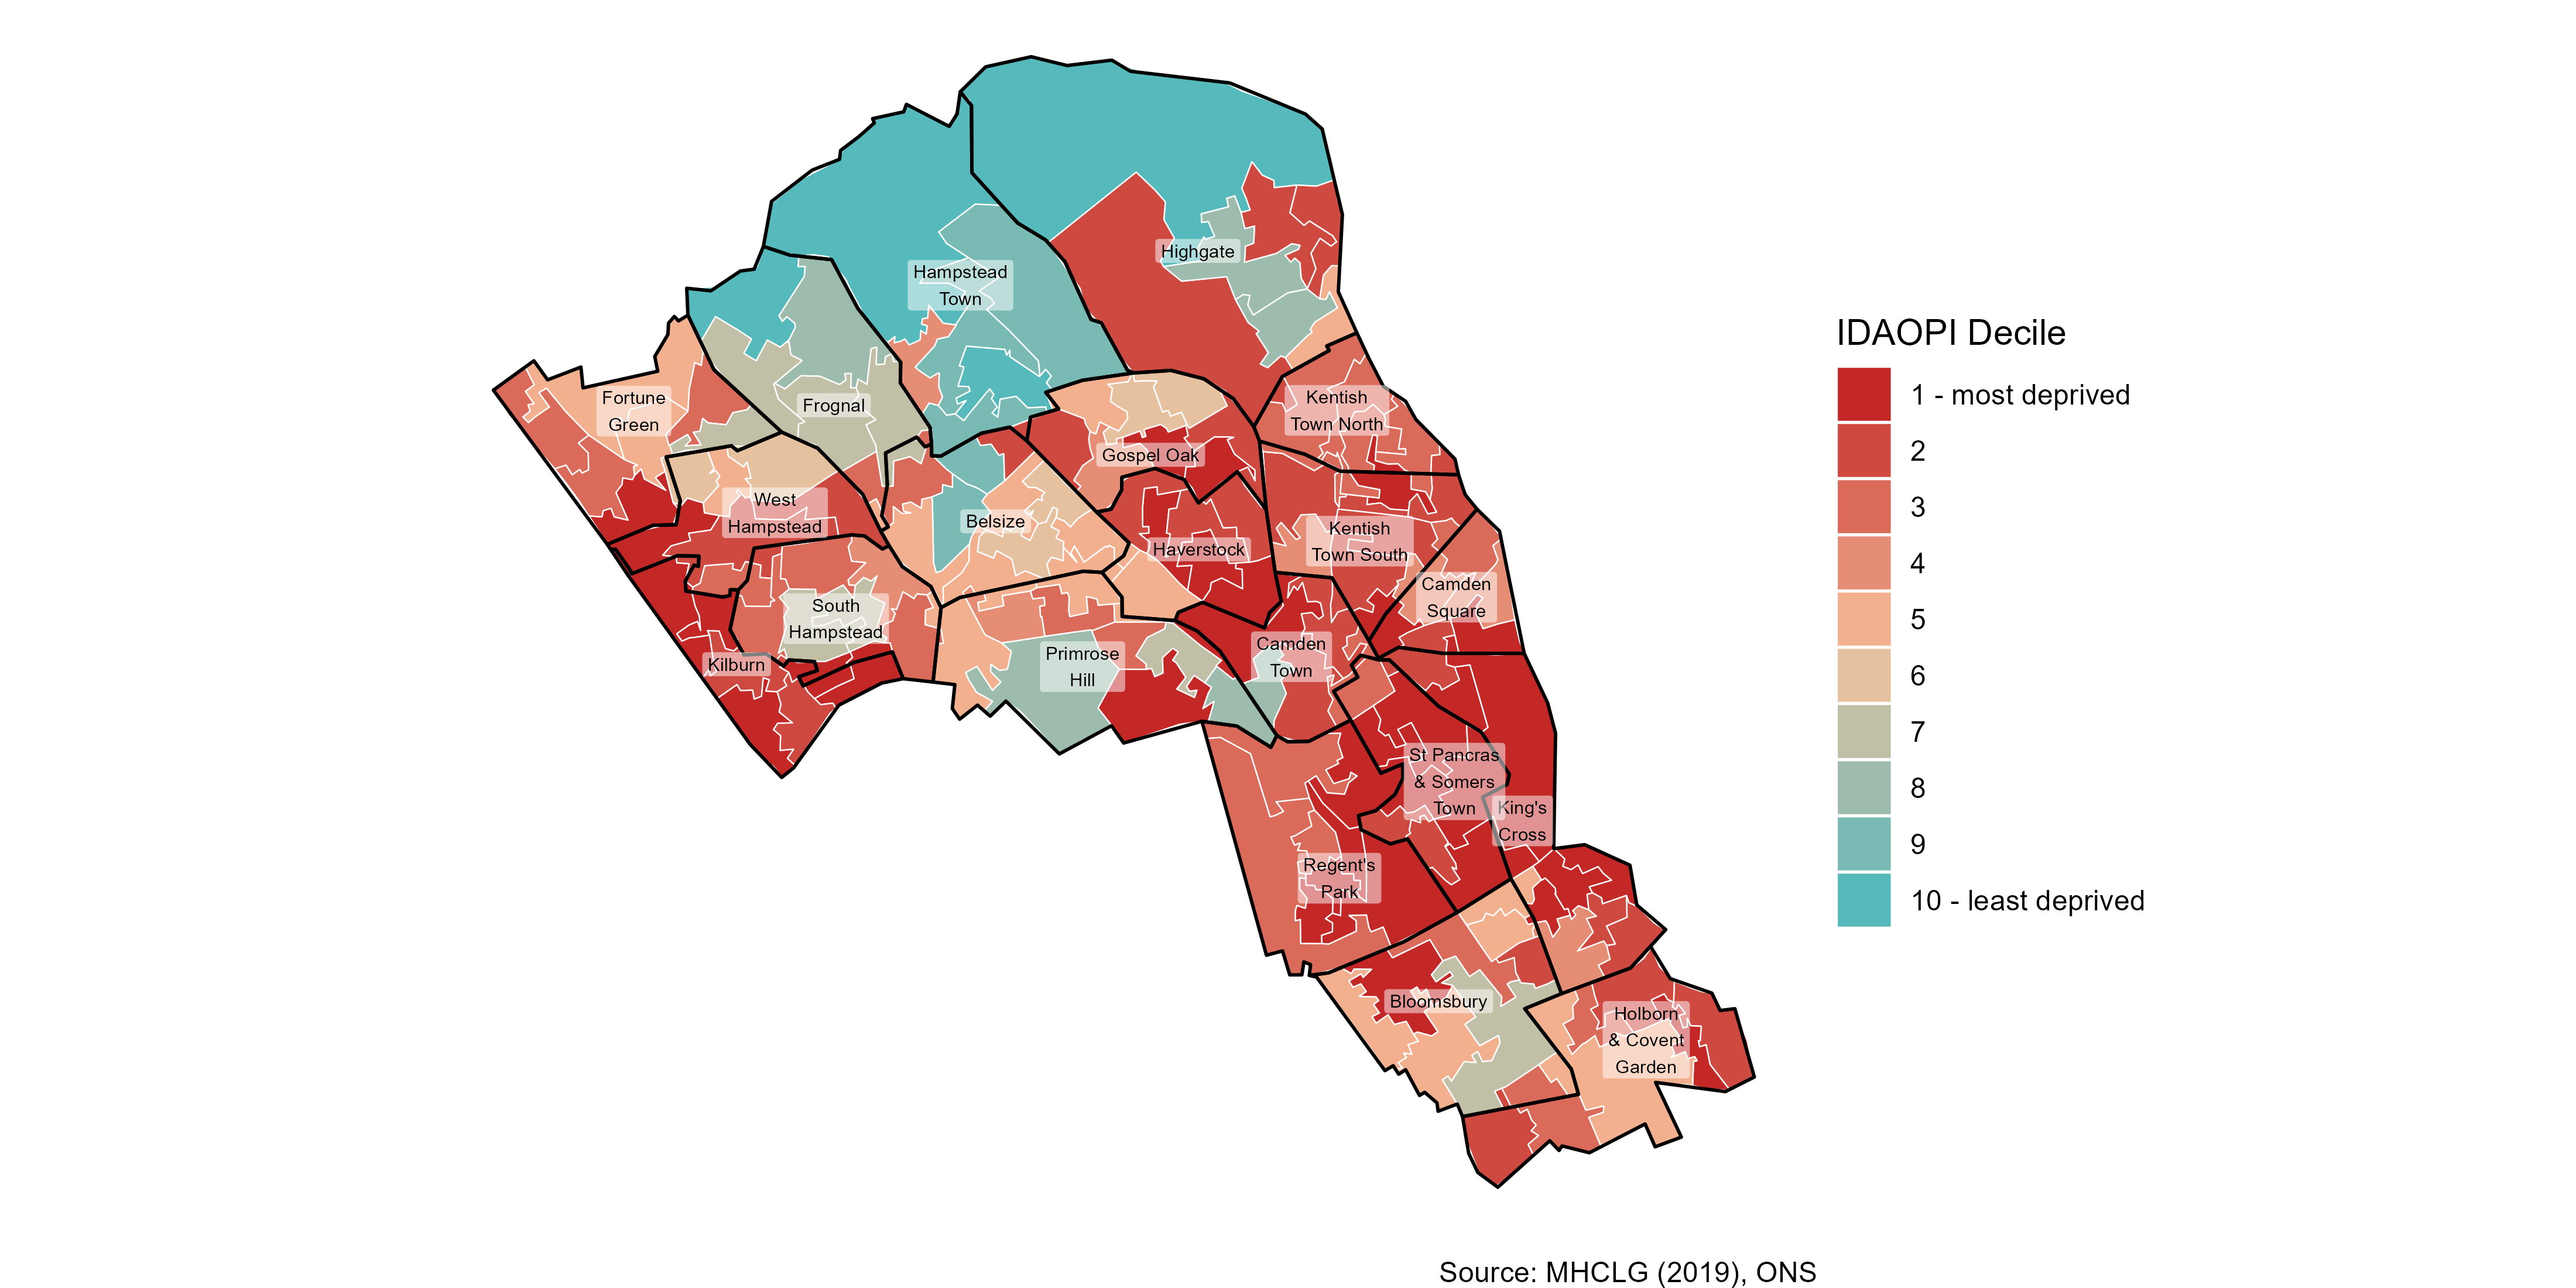 Highgate
Hampstead
Town
Fortune
Green
Frognal
Kentish
Town North
Gospel Oak
West
Hampstead
Belsize
Haverstock
Kentish
Town South
Camden
Square
South
Hampstead
Kilburn
Primrose
Hill
Camden
Town
St Pancras
& Somers
Town
King's
Cross
Regent's
Park
Bloomsbury
Holborn
& Covent
Garden
IDAOPI Decile
1 - most deprived
2
3
4
5
6
7
8
9
10 - least deprived
Source: MHCLG (2019), ONS